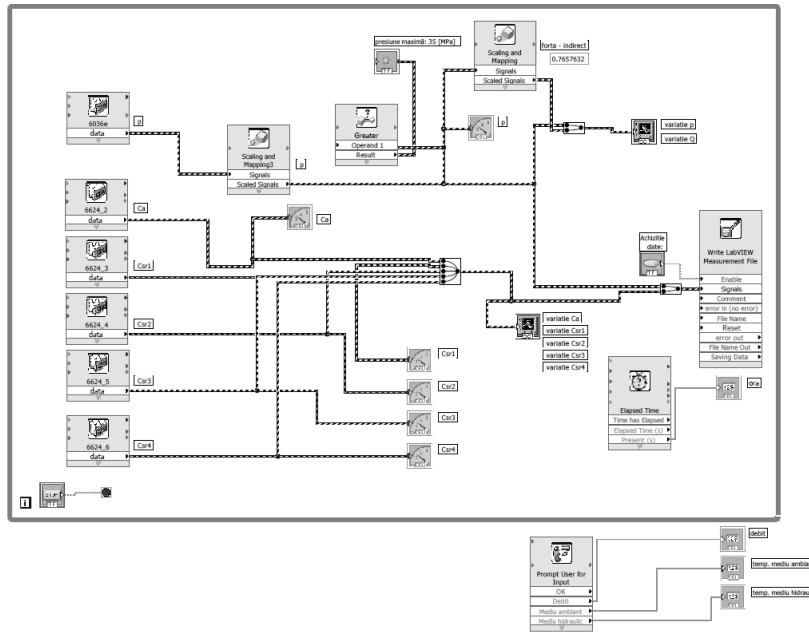 presiune maximă: 35 [MPa]
TF
Scaling and
Mapping
Signals
Scaled Signals
forta - indirect
0.7657632
6036e
data
p
Scaling and
Mapping3
Signals
Scaled Signals
p
Greater
Operand 1
Result
p
variatie p
variatie Q
6624_2
data
Ca
Ca
6624_3
data
Csr1
6624_4
data
Csr2
6624_5
data
Csr3
6624_6
data
Csr4
variatie Ca
variatie Csr1
variatie Csr2
variatie Csr3
variatie Csr4
Csr1
Csr2
Csr3
Csr4
Achizitie
date:
Write LabVIEW
Measurement File
Enable
Signals
Comment
error in (no error)
File Name
Reset
error out
File Name Out
Saving Data
Elapsed Time
Time has Elapsed
Elapsed Time (s)
Present (s)
ora
i
STOP
TF
Prompt User for
Input
OK
Debit
Mediu ambiant
Mediu hidraulic
debit
temp. mediu ambia
temp. mediu hidrau